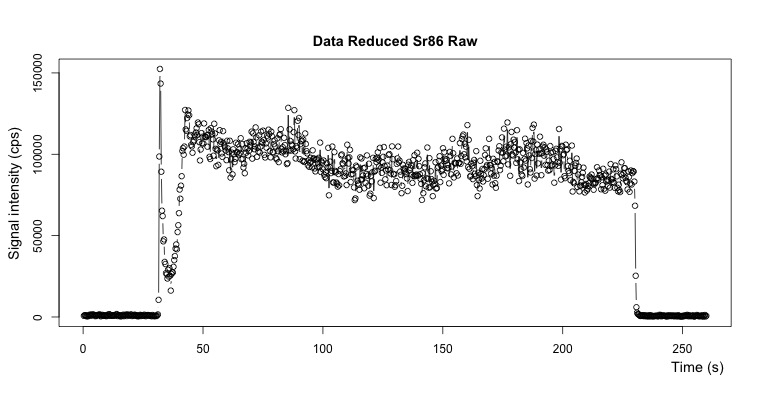 Data Reduced Sr86 Raw
Signal intensity (cps)
150000
100000
50000
0
0 50 100 150 200 250
Time (s)